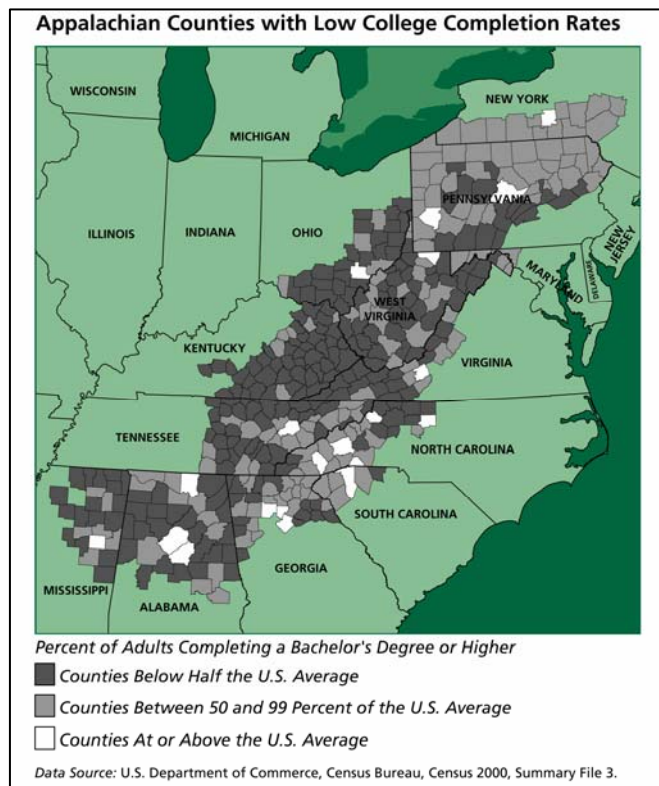 Appalachian Counties with Low College Completion Rates
WISCONSIN
NEW YORK
MICHIGAN
PENNSYLVANIA
ILLINOIS
INDIANA
OHIO
NEW
JERSEY
MARYLAND
DELAWARE
WEST
VIRGINIA
KENTUCKY
VIRGINIA
TENNESSEE
NORTH CAROLINA
SOUTH CAROLINA
GEORGIA
MISSISSIPPI
ALABAMA
Percent of Adults Completing a Bachelor's Degree or Higher
Counties Below Half the U.S. Average
Counties Between 50 and 99 Percent of the U.S. Average
Counties At or Above the U.S. Average
Data Source: U.S. Department of Commerce, Census Bureau, Census 2000, Summary File 3.